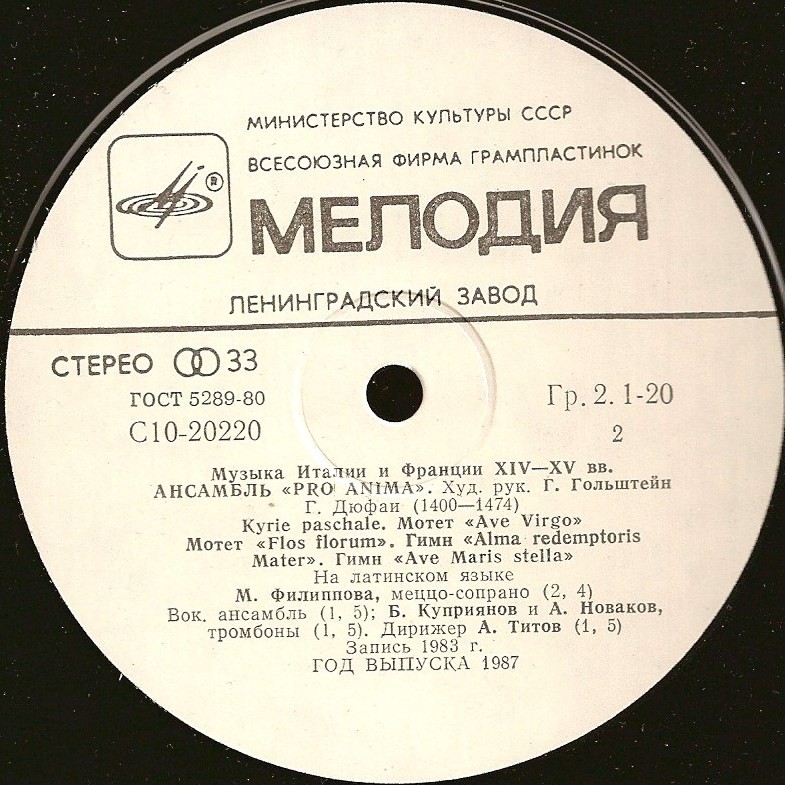 МИНИСТЕРСТВО КУЛЬТУРЫ СССР
ВСЕСОЮЗНАЯ ФИРМА ГРАМПЛАСТИНОК
®
МЕЛОДИЯ
ЛЕНИНГРАДСКИЙ ЗАВОД
СТЕРЕО 33
ГОСТ 5289-80
С10-20220
Гр. 2. 1-20
2
Музыка Италии и Франции XIV—XV вв.
АНСАМБЛЬ «PRO ANIMA». Худ. рук. Г. Гольштейн
Г. Дюфаи (1400—1474)
Kyrie paschale. Мотет «Ave Virgo»
Мотет «Flos florum». Гимн «Alma redemptoris
Mater». Гимн «Ave Maris stella»
На латинском языке
М. Филиппова, меццо-сопрано (2, 4)
Вок. ансамбль (1, 5); Б. Куприянов и А. Новаков,
тромбоны (1, 5). Дирижер А. Титов (1, 5)
Запись 1983 г.
ГОД ВЫПУСКА 1987